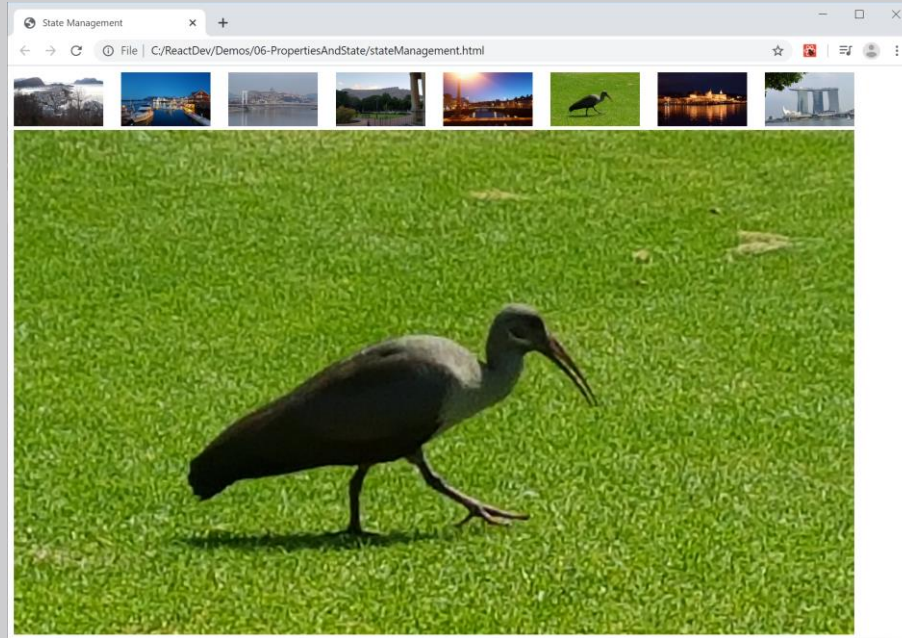 State Management
File
C:/ReactDev/Demos/06-PropertiesAndState/stateManagement.html